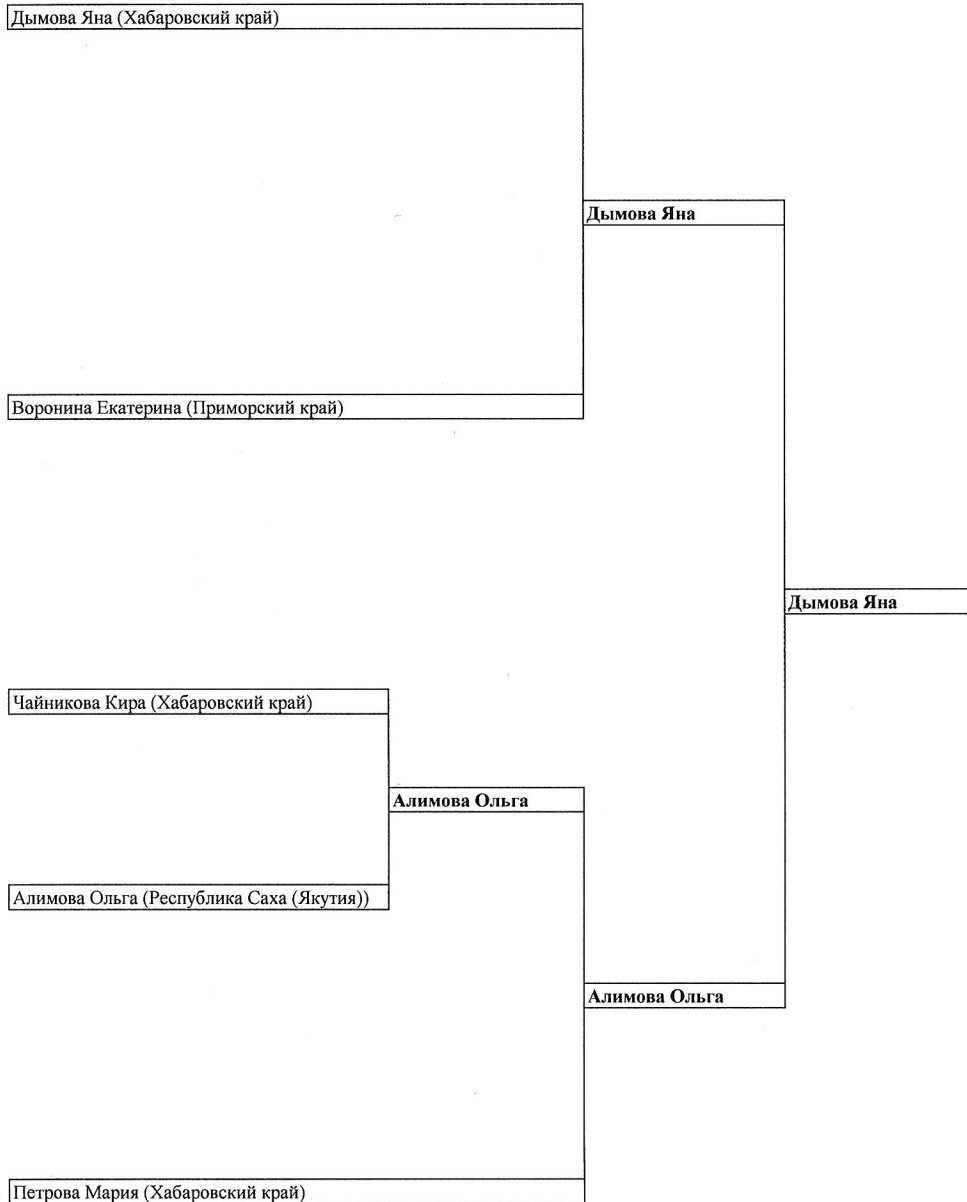 Дымова Яна (Хабаровский край)
Дымова Яна
Воронина Екатерина (Приморский край)
Дымова Яна
Чайникова Кира (Хабаровский край)
Алимова Ольга
Алимова Ольга (Республика Саха (Якутия))
Алимова Ольга
Петрова Мария (Хабаровский край)